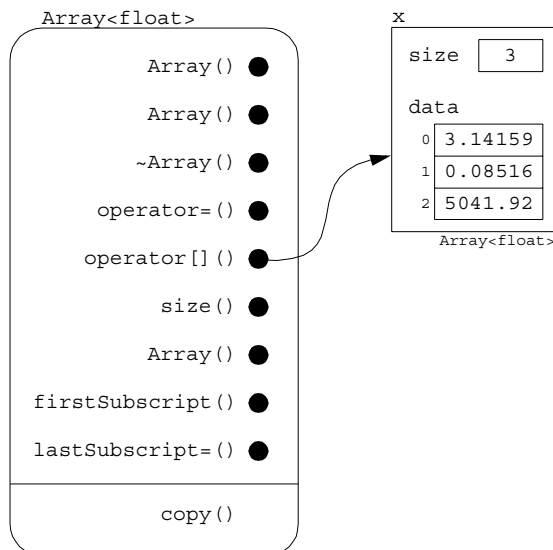 Array<float>
Array()
Array()
~Array()
operator=()
operator[]()
size()
Array()
firstSubscript()
lastSubscript=()
copy()
x
size 3
data
0 3.14159
1 0.08516
2 5041.92
Array<float>